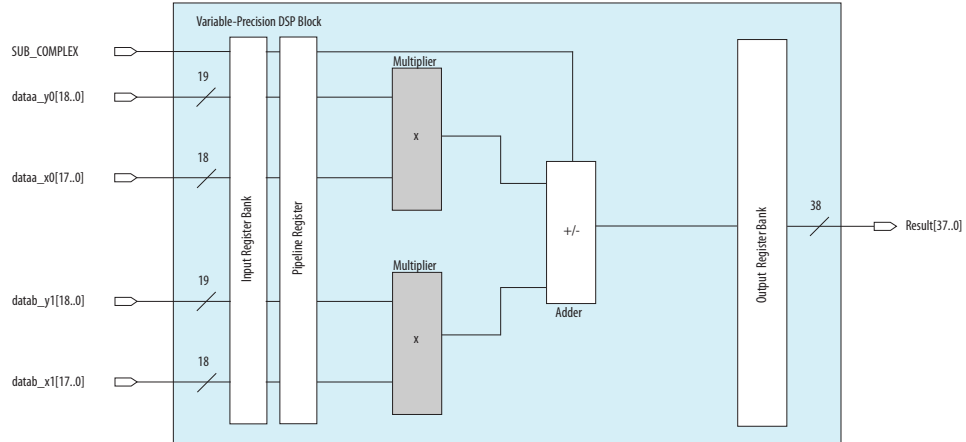 Variable-Precision DSP Block
SUB_COMPLEX
Multiplier
19
dataa_y0[18..0]
x
18
dataa_x0[17..0]
Input Register Bank
Pipeline Register
+/-
Adder
Output Register Bank
38
Result[37..0]
Multiplier
19
datab_y1[18..0]
x
18
datab_x1[17..0]